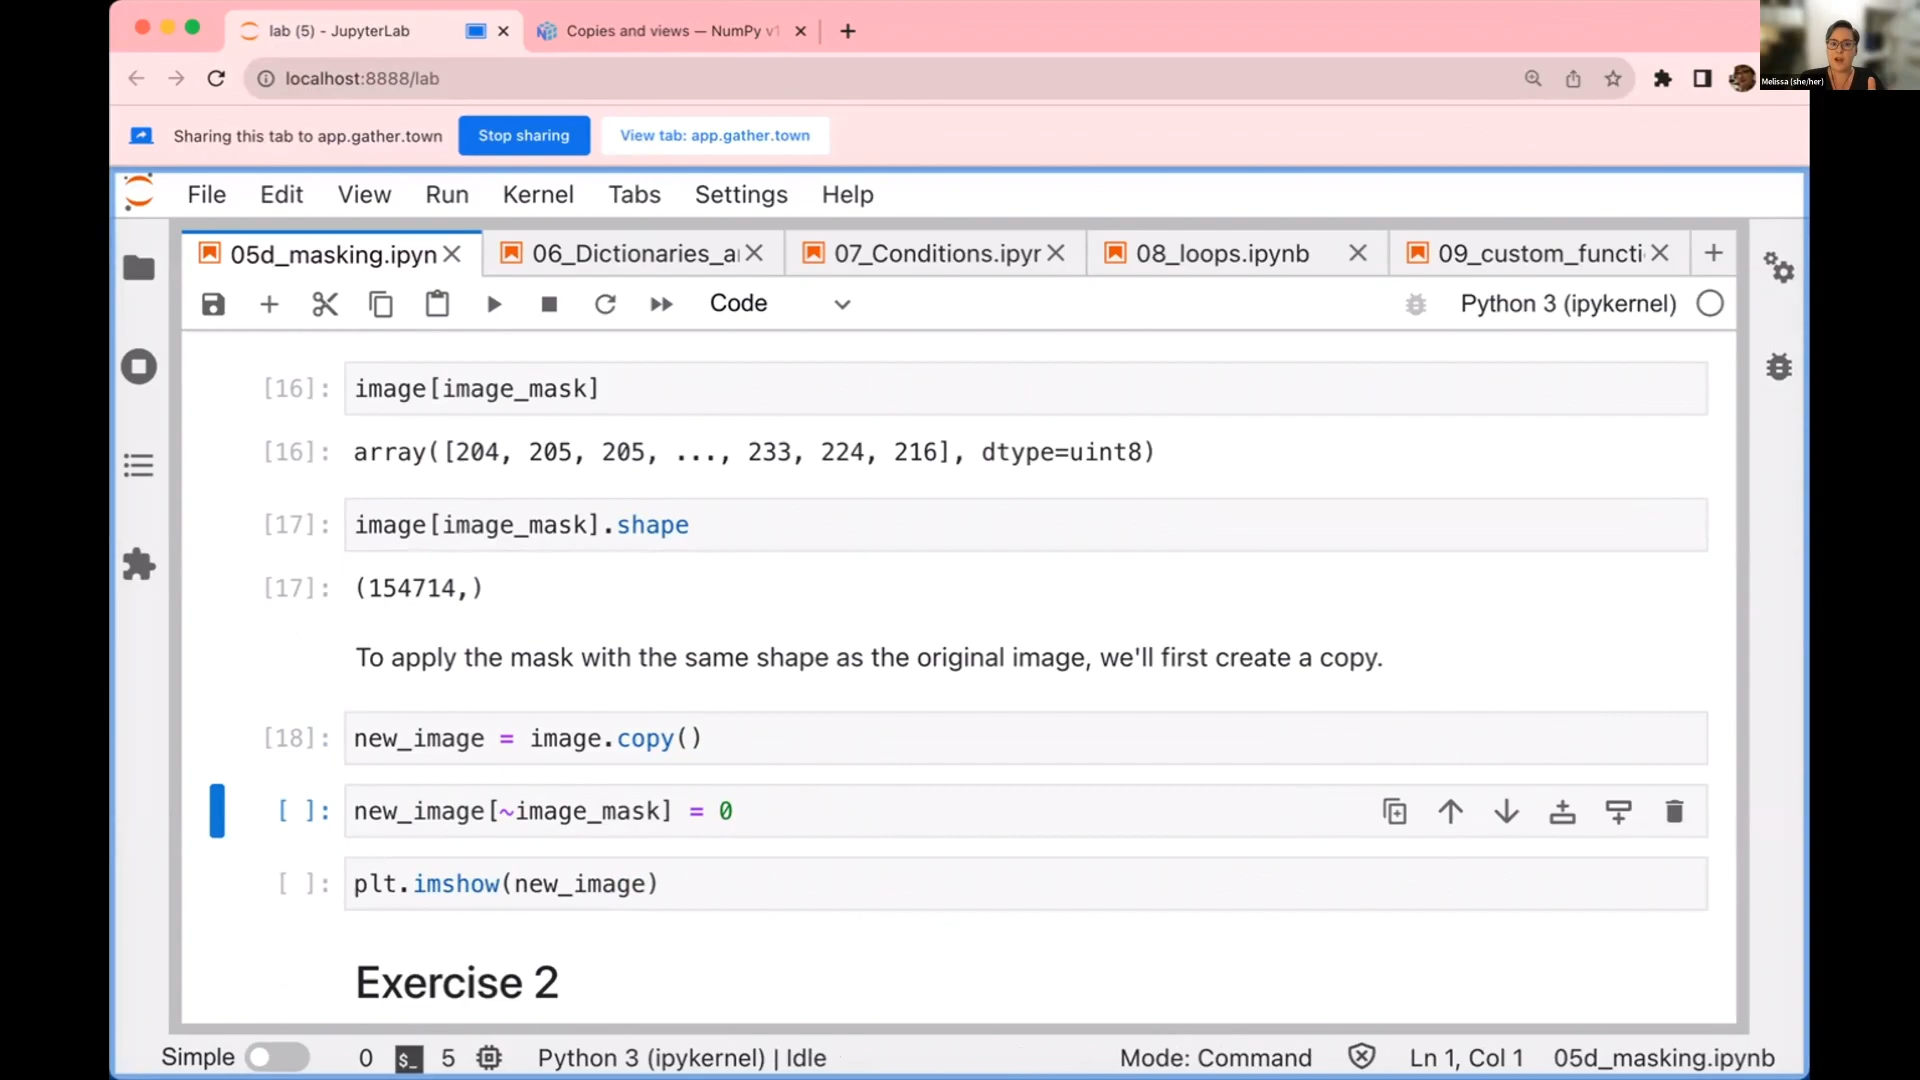 lab (5) - JupyterLab
Copies and views — NumPy v1
localhost:8888/lab
Melissa (she/her)
Sharing this tab to app.gather.town
Stop sharing
View tab: app.gather.town
File Edit View Run Kernel Tabs Settings Help
05d_masking.ipyn
06_Dictionaries_a
07_Conditions.ipyr
08_loops.ipynb
09_custom_functi
Code
Python 3 (ipykernel)
[16]: image[image_mask]
[16]: array([204, 205, 205, ..., 233, 224, 216], dtype=uint8)
[17]: image[image_mask].shape
[17]: (154714,)
To apply the mask with the same shape as the original image, we'll first create a copy.
[18]: new_image = image.copy()
[ ]: new_image[~image_mask] = 0
[ ]: plt.imshow(new_image)
Exercise 2
Simple 0 $_ 5 Python 3 (ipykernel) | Idle Mode: Command Ln 1, Col 1 05d_masking.ipynb